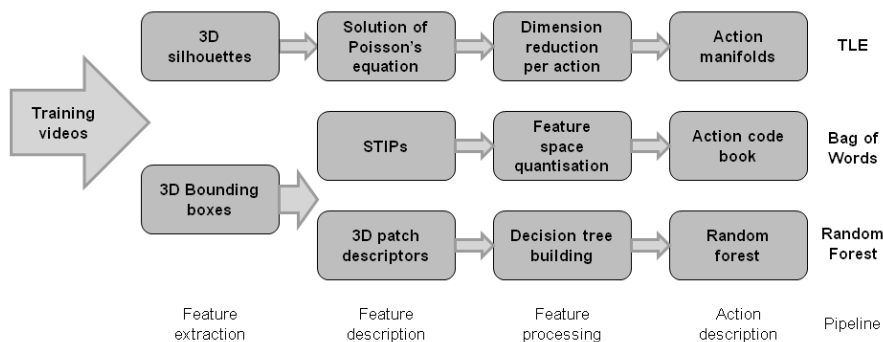 3D
silhouettes
Solution of
Poisson's
equation
Dimension
reduction
per action
Action
manifolds
TLE
Training
videos
STIPs
Feature
space
quantisation
Action code
book
Bag of
Words
3D Bounding
boxes
3D patch
descriptors
Decision tree
building
Random
forest
Random
Forest
Feature
extraction
Feature
description
Feature
processing
Action
description
Pipeline